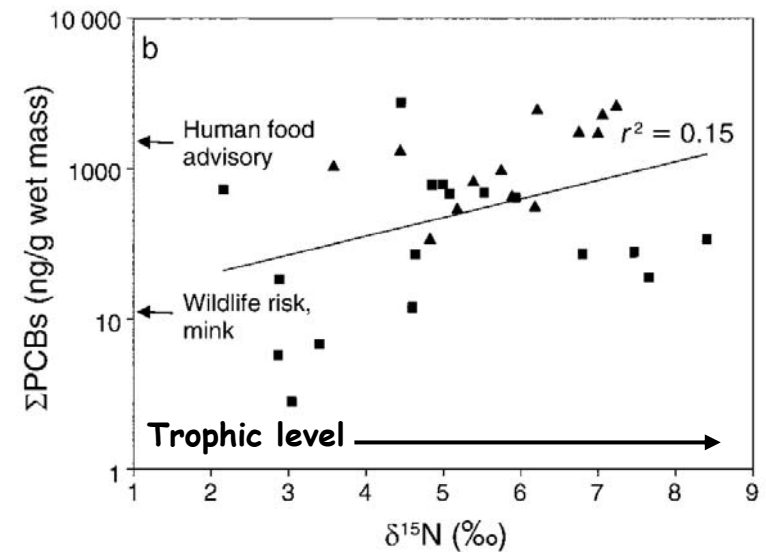 10 000
b
Human food
advisory
r² = 0.15
1000
ΣPCBs (ng/g wet mass)
Wildlife risk,
mink
10
Trophic level
1
1 2 3 4 5 6 7 8 9
δ¹⁵N (‰)